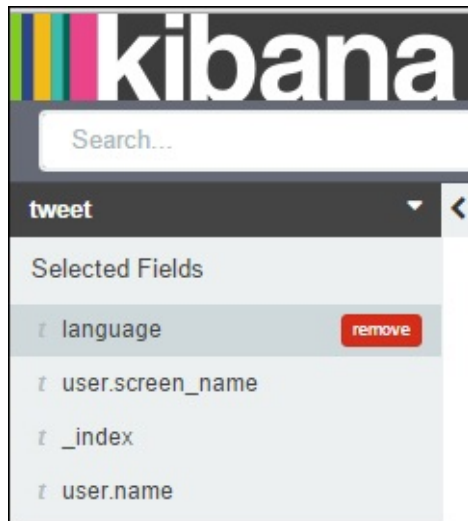 kibana
Search...
tweet
Selected Fields
t language remove
t user.screen_name
t _index
t user.name